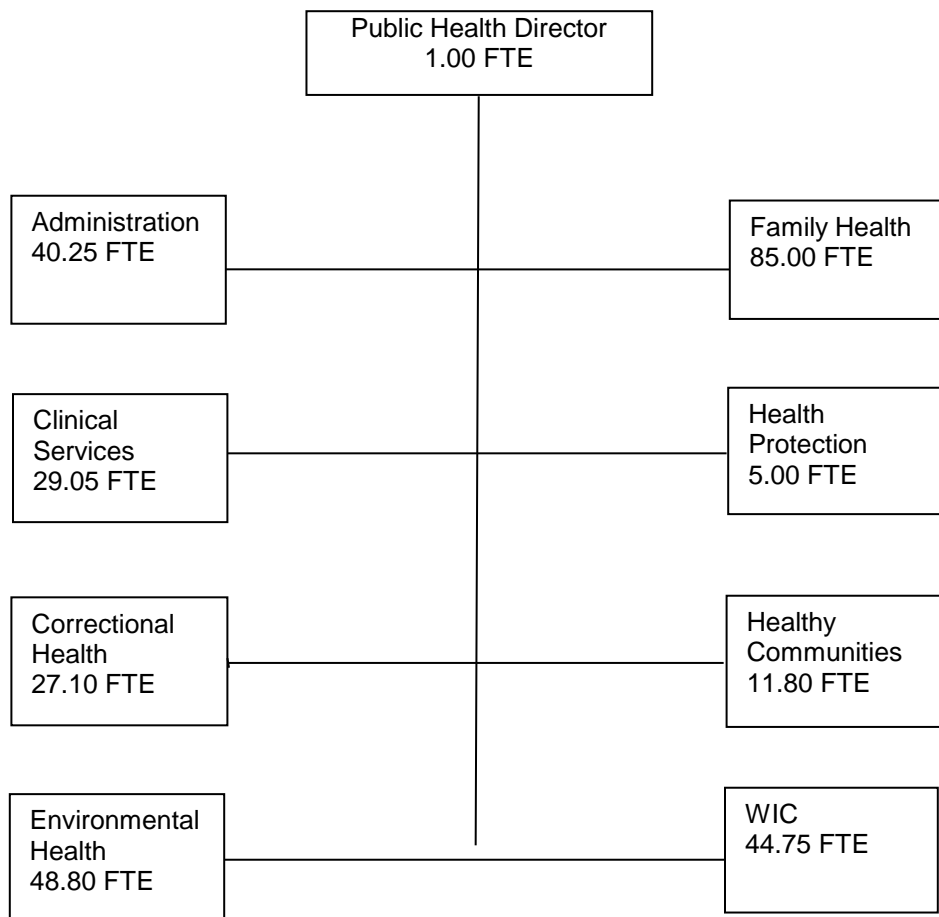 Public Health Director
1.00 FTE
Administration
40.25 FTE
Family Health
85.00 FTE
Clinical
Services
29.05 FTE
Health
Protection
5.00 FTE
Correctional
Health
27.10 FTE
Healthy
Communities
11.80 FTE
Environmental
Health
48.80 FTE
WIC
44.75 FTE